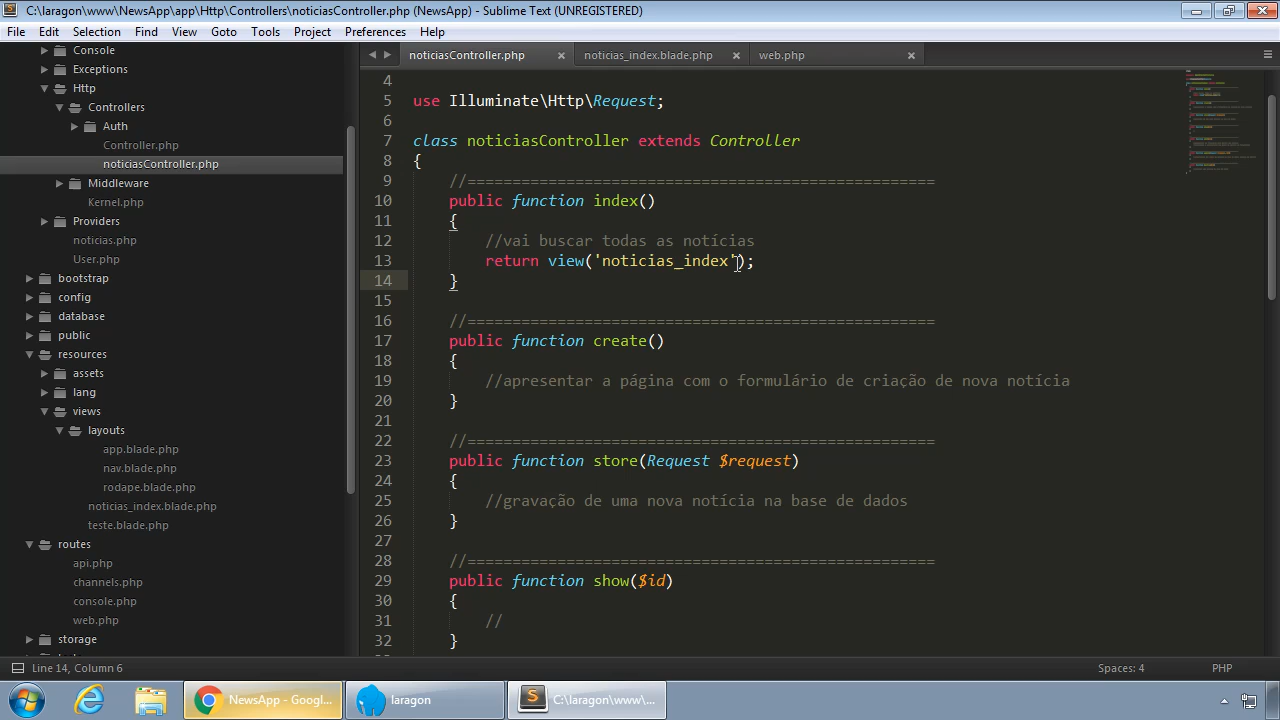 C:\laragon\www\NewsApp\app\Http\Controllers\noticiasController.php (NewsApp) - Sublime Text (UNREGISTERED)
File Edit Selection Find View Goto Tools Project Preferences Help
Console
Exceptions
Http
Controllers
Auth
Controller.php
noticiasController.php
Middleware
Kernel.php
Providers
noticias.php
User.php
bootstrap
config
database
public
resources
assets
lang
views
layouts
app.blade.php
nav.blade.php
rodape.blade.php
noticias_index.blade.php
teste.blade.php
routes
api.php
channels.php
console.php
web.php
storage
noticiasController.php noticias_index.blade.php web.php
4
5 use Illuminate\Http\Request;
6
7 class noticiasController extends Controller
8 {
9 //====================================================
10 public function index()
11 {
12 //vai buscar todas as notícias
13 return view('noticias_index');
14 }
15
16 //====================================================
17 public function create()
18 {
19 //apresentar a página com o formulário de criação de nova notícia
20 }
21
22 //====================================================
23 public function store(Request $request)
24 {
25 //gravação de uma nova notícia na base de dados
26 }
27
28 //====================================================
29 public function show($id)
30 {
31 //
32 }
Line 14, Column 6 Spaces: 4 PHP
NewsApp - Googl... laragon C:\laragon\www\...